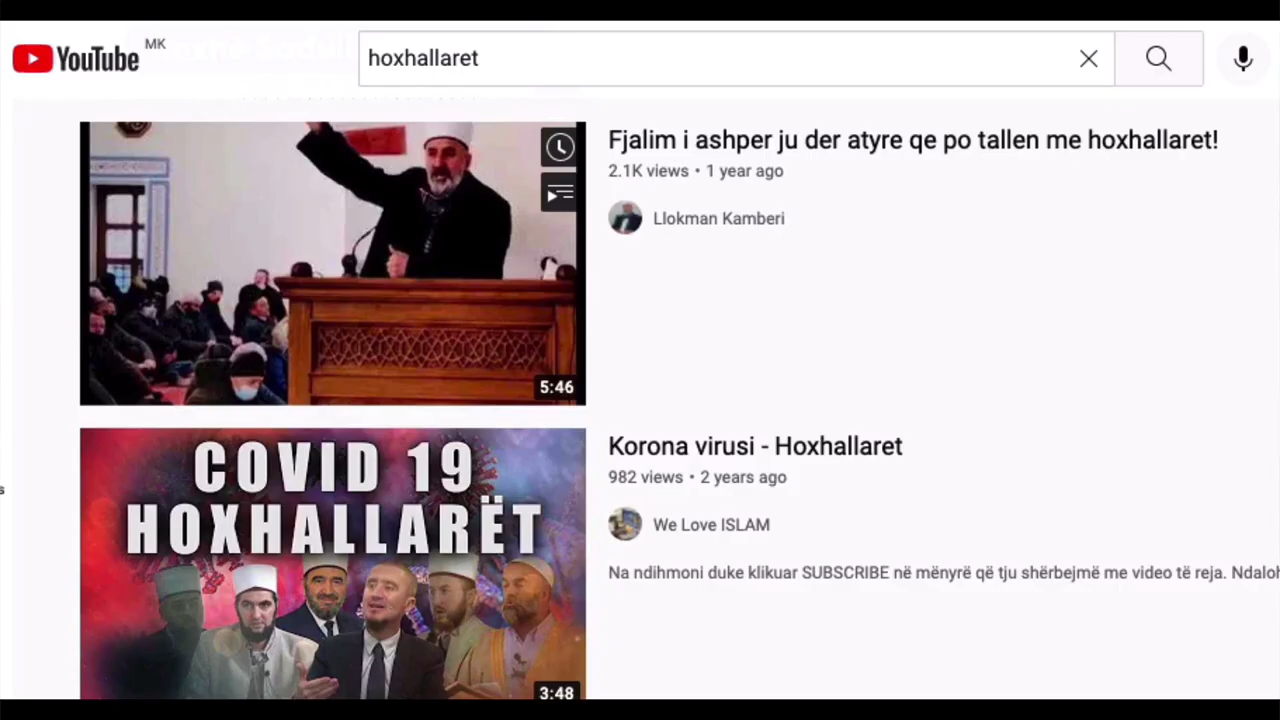 YouTube MK
hoxhallaret
Fjalim i ashper ju der atyre qe po tallen me hoxhallaret!
2.1K views • 1 year ago
Llokman Kamberi
5:46
COVID 19
HOXHALLARËT
3:48
Korona virusi - Hoxhallaret
982 views • 2 years ago
We Love ISLAM
Na ndihmoni duke klikuar SUBSCRIBE në mënyrë që tju shërbejmë me video të reja.